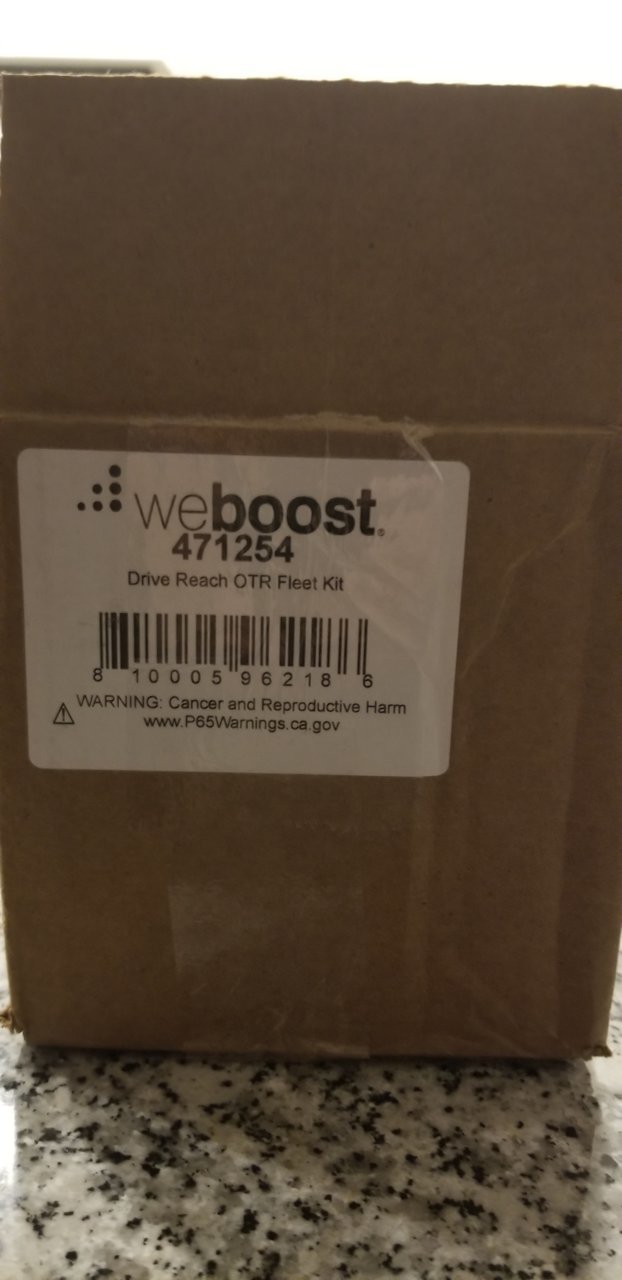 weboost®
471254
Drive Reach OTR Fleet Kit
8 10005 96218 6
⚠ WARNING: Cancer and Reproductive Harm
www.P65Warnings.ca.gov